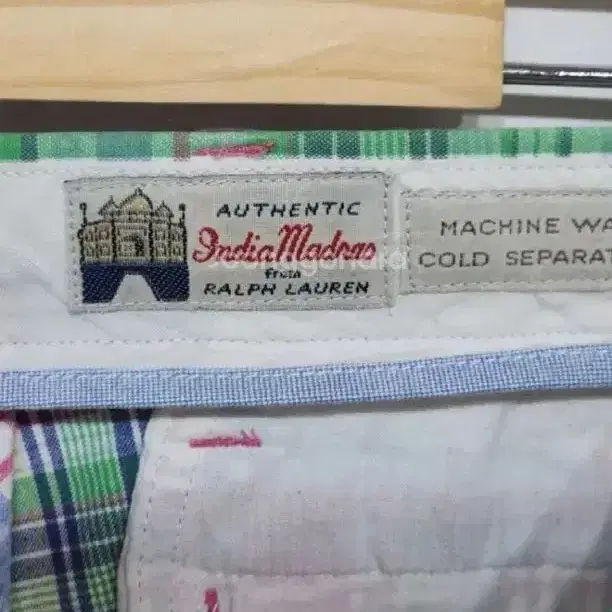 AUTHENTIC
India Madras
from
RALPH LAUREN
MACHINE WA
COLD SEPARAT